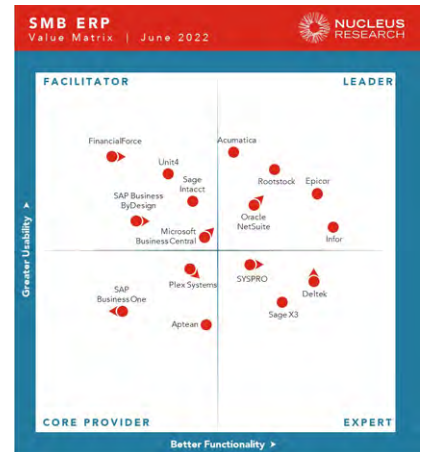 SMB ERP
Value Matrix | June 2022
NUCLEUS
RESEARCH
FACILITATOR
LEADER
FinancialForce
Acumatica
Unit4
Rootstock
Epicor
Sage
Intacct
SAP Business
ByDesign
Oracle
NetSuite
Microsoft
Business Central
Infor
Greater Usability >
Plex Systems
SYSPRO
Deltek
SAP
BusinessOne
Sage X3
Aptean
CORE PROVIDER
EXPERT
Better Functionality >